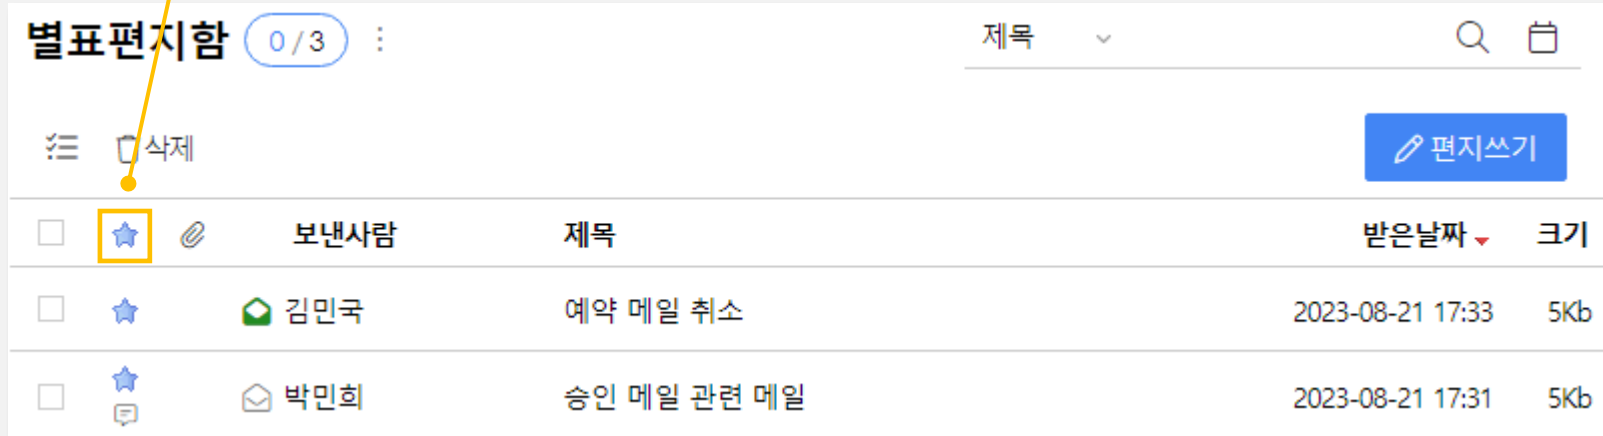 별표편지함 0 / 3 제목
삭제 편지쓰기
보낸사람 제목 받은날짜 크기
김민국 예약 메일 취소 2023-08-21 17:33 5Kb
박민희 승인 메일 관련 메일 2023-08-21 17:31 5Kb